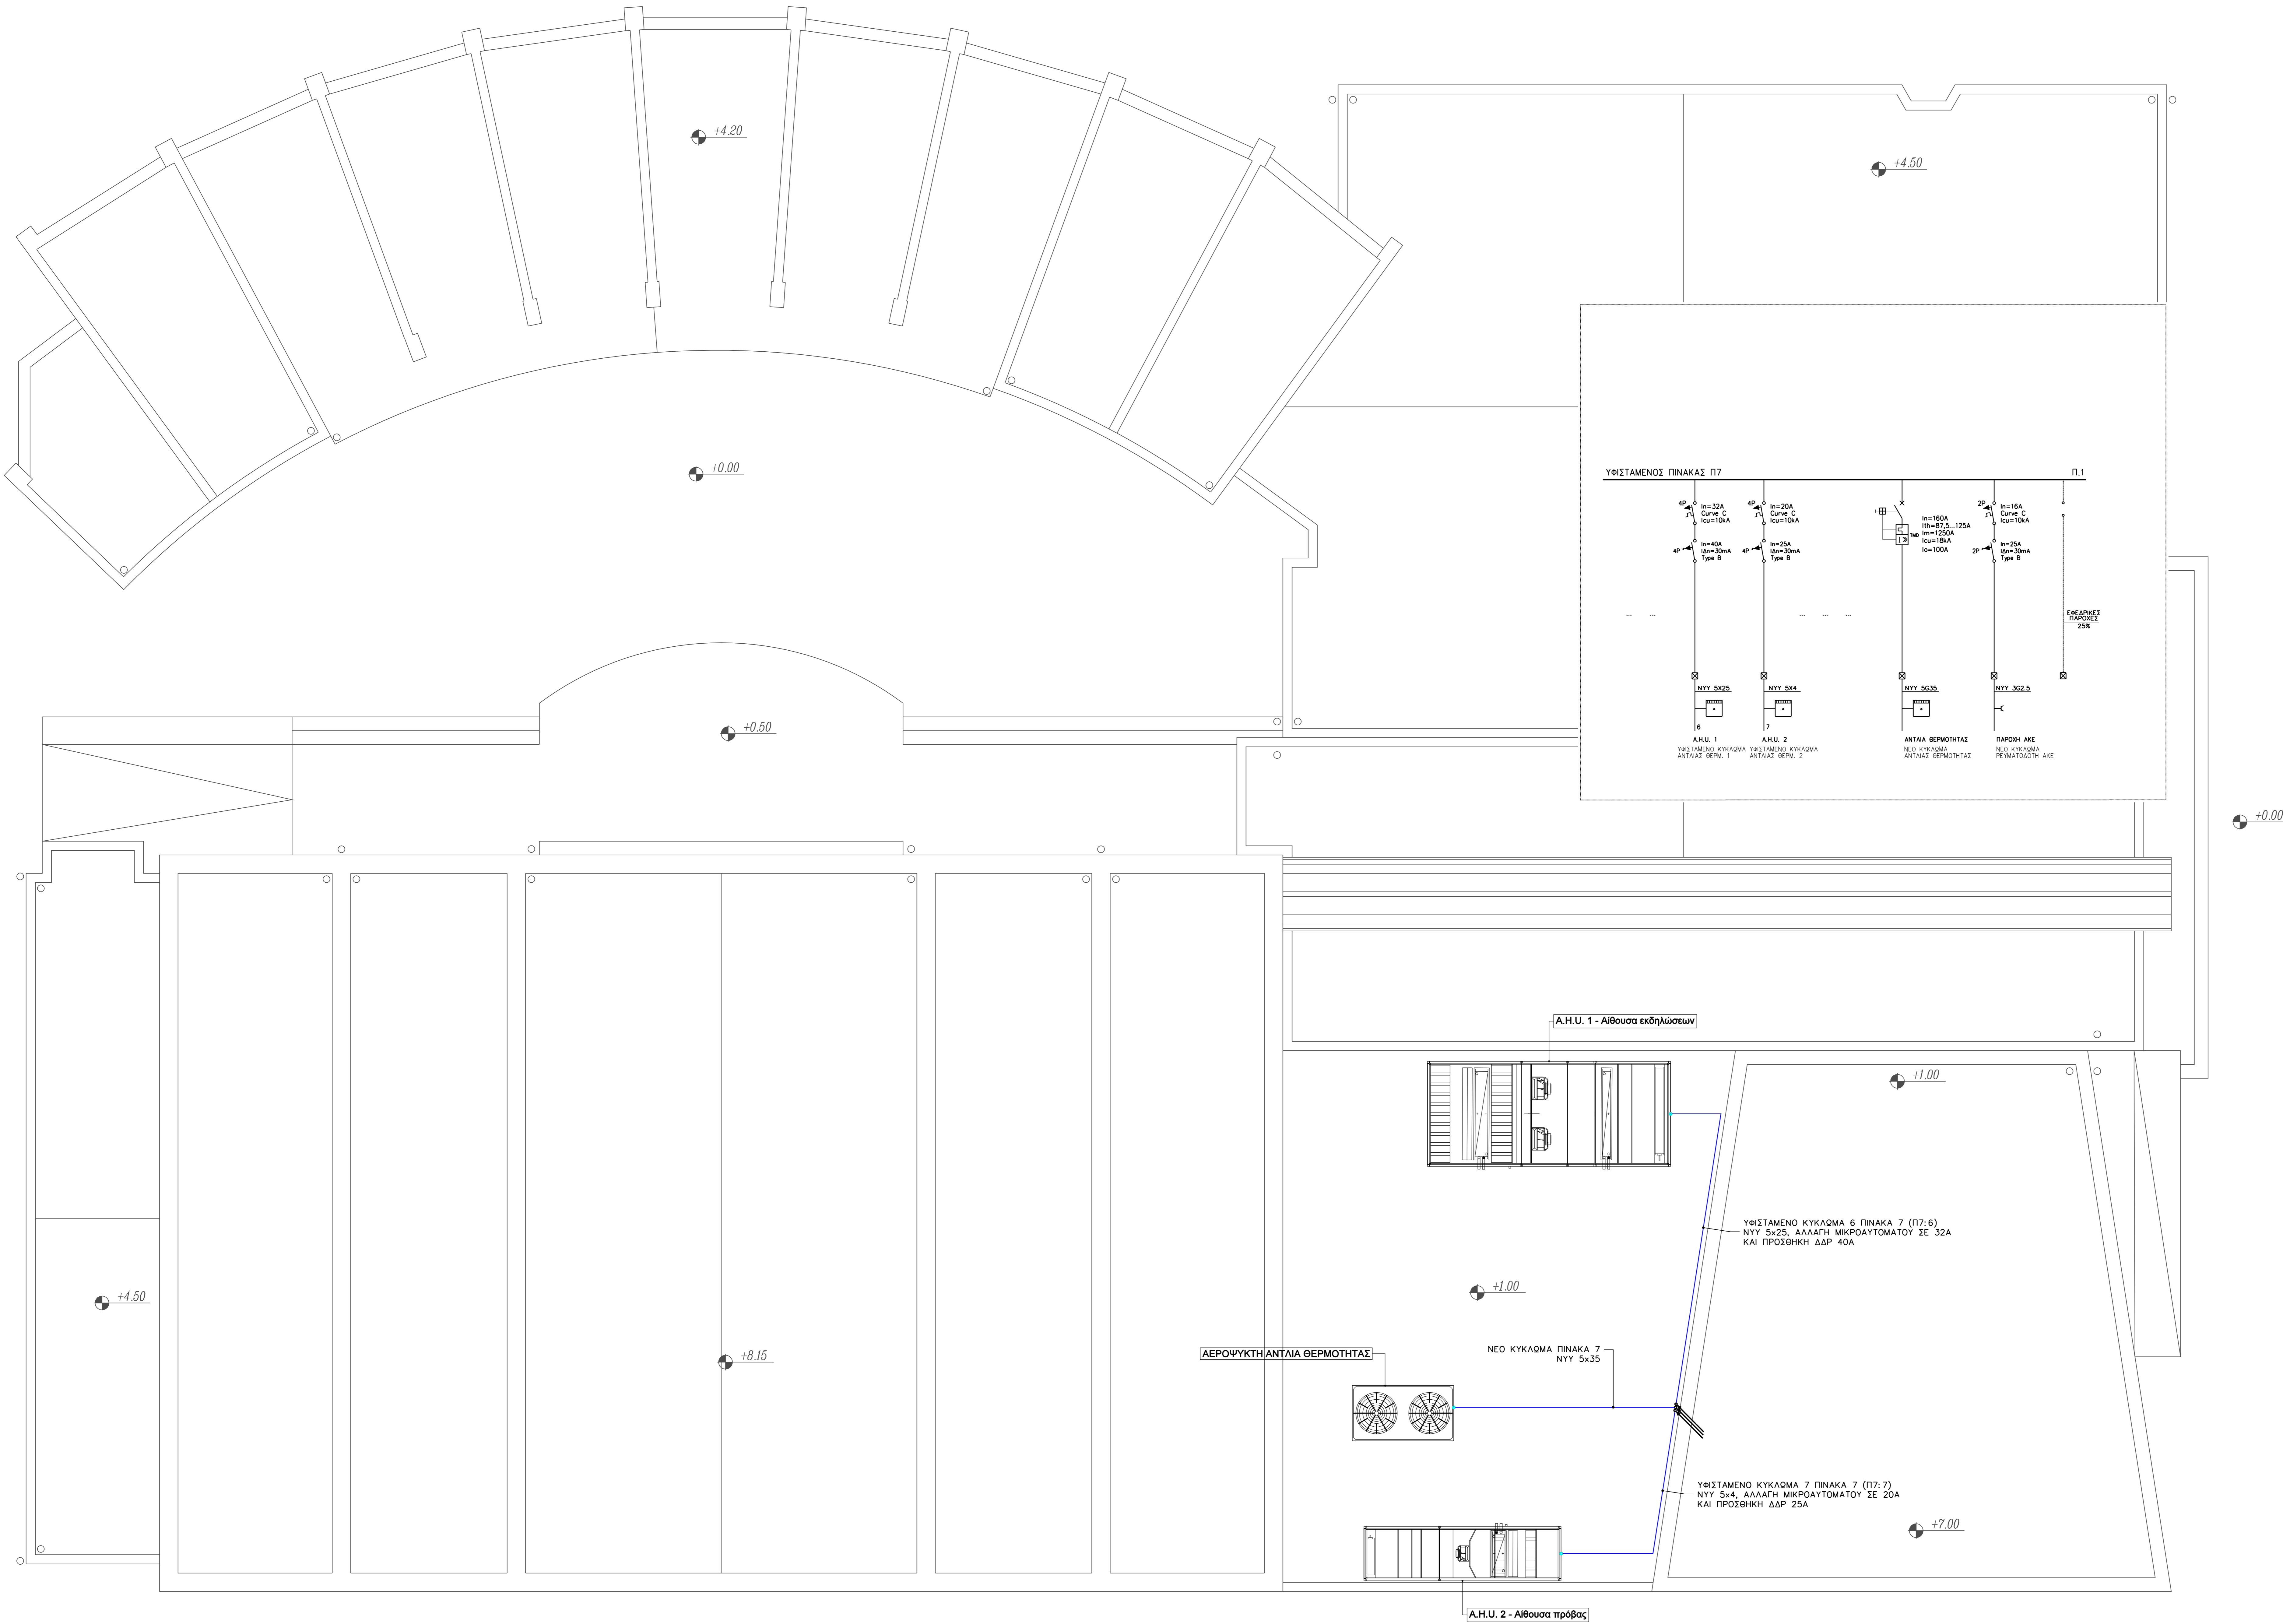 +4.20
+4.50
+0.00
ΥΦΙΣΤΑΜΕΝΟΣ ΠΙΝΑΚΑΣ Π7
Π.1
4P
In=32A
Curve C
Icu=10kA
4P
In=20A
Curve C
Icu=10kA
TMD
In=160A
Ith=87,5...125A
Im=1250A
Icu=18kA
Io=100A
2P
In=16A
Curve C
Icu=10kA
4P
In=40A
IΔn=30mA
Type B
4P
In=25A
IΔn=30mA
Type B
2P
In=25A
IΔn=30mA
Type B
... ...
... ... ...
ΕΦΕΔΡΙΚΕΣ
ΠΑΡΟΧΕΣ
25%
NYY 5X25
NYY 5X4
NYY 5G35
NYY 3G2.5
6
7
A.H.U. 1
ΥΦΙΣΤΑΜΕΝΟ ΚΥΚΛΩΜΑ
ΑΝΤΛΙΑΣ ΘΕΡΜ. 1
A.H.U. 2
ΥΦΙΣΤΑΜΕΝΟ ΚΥΚΛΩΜΑ
ΑΝΤΛΙΑΣ ΘΕΡΜ. 2
ΑΝΤΛΙΑ ΘΕΡΜΟΤΗΤΑΣ
ΝΕΟ ΚΥΚΛΩΜΑ
ΑΝΤΛΙΑΣ ΘΕΡΜΟΤΗΤΑΣ
ΠΑΡΟΧΗ ΑΚΕ
ΝΕΟ ΚΥΚΛΩΜΑ
ΡΕΥΜΑΤΟΔΟΤΗ ΑΚΕ
+0.50
+0.00
A.H.U. 1 - Αίθουσα εκδηλώσεων
+1.00
ΥΦΙΣΤΑΜΕΝΟ ΚΥΚΛΩΜΑ 6 ΠΙΝΑΚΑ 7 (Π7:6)
NYY 5x25, ΑΛΛΑΓΗ ΜΙΚΡΟΑΥΤΟΜΑΤΟΥ ΣΕ 32Α
ΚΑΙ ΠΡΟΣΘΗΚΗ ΔΔΡ 40Α
+4.50
+1.00
+8.15
ΑΕΡΟΨΥΚΤΗ ΑΝΤΛΙΑ ΘΕΡΜΟΤΗΤΑΣ
ΝΕΟ ΚΥΚΛΩΜΑ ΠΙΝΑΚΑ 7
NYY 5x35
ΥΦΙΣΤΑΜΕΝΟ ΚΥΚΛΩΜΑ 7 ΠΙΝΑΚΑ 7 (Π7:7)
NYY 5x4, ΑΛΛΑΓΗ ΜΙΚΡΟΑΥΤΟΜΑΤΟΥ ΣΕ 20Α
ΚΑΙ ΠΡΟΣΘΗΚΗ ΔΔΡ 25Α
+7.00
A.H.U. 2 - Αίθουσα πρόβας